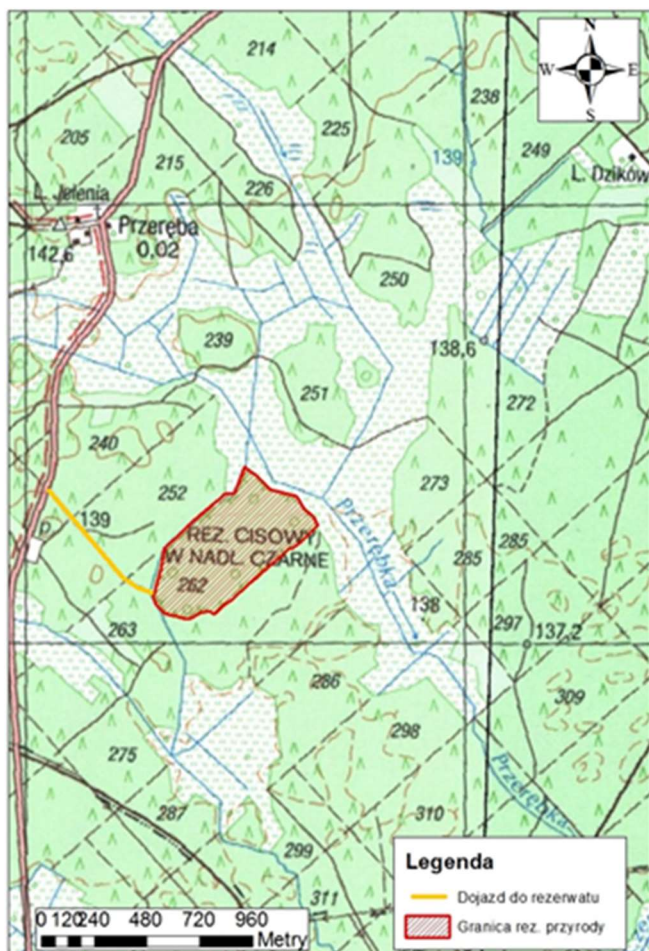 N
W E
S
214
238
205
225
139
249
215
L. Dzików
226
L. Jelenia
Przeręba
0,02
142,6
250
239
138,6
251
272
240
252
273
139
p
REZ. CISOWY
W NADL. CZARNE
262
Przerębka
285
285
138
263
297
137,2
286
309
298
275
Przerębka
287
310
299
311
Legenda
Dojazd do rezerwatu
Granica rez. przyrody
0 120 240 480 720 960
Metry